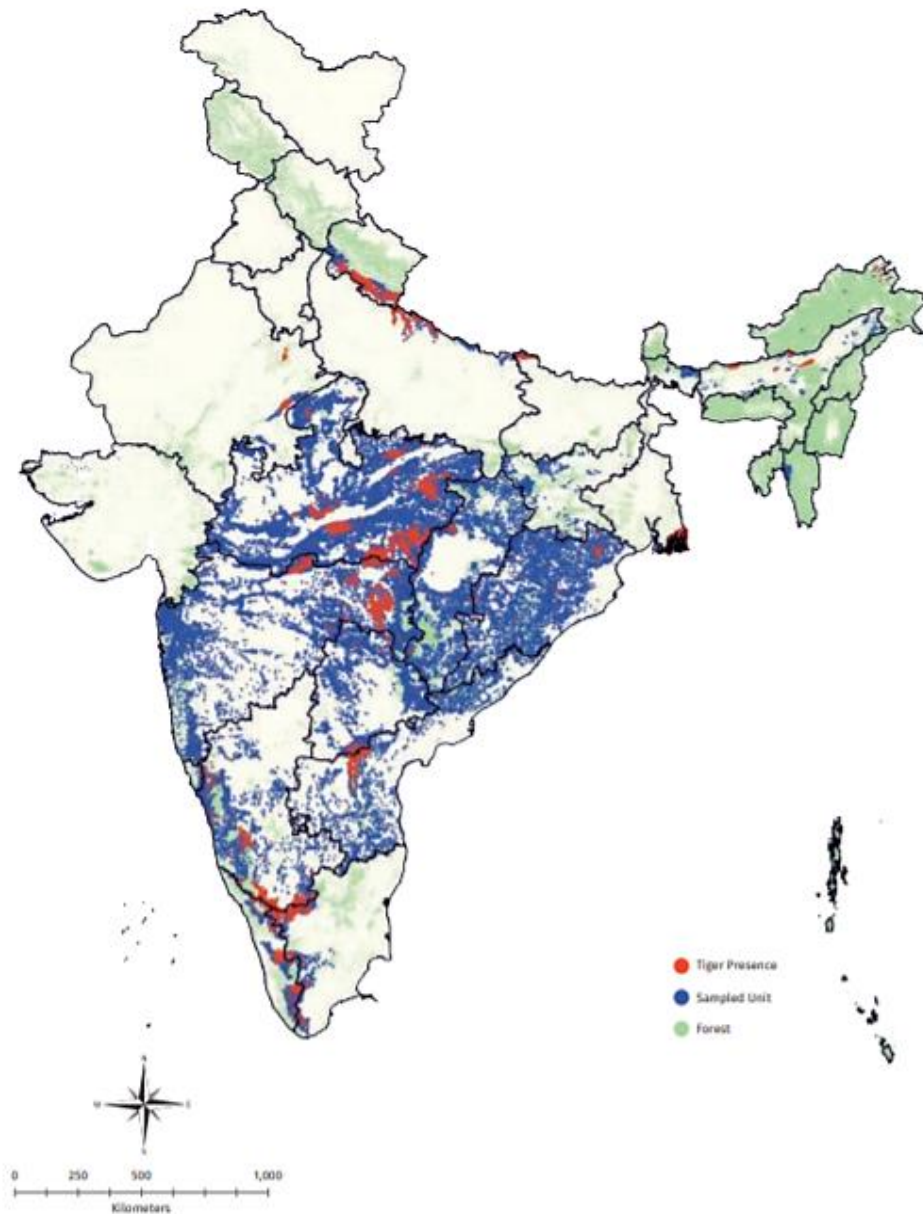 Tiger Presence
Sampled Unit
Forest
N
W
E
S
0 250 500 1,000
Kilometers